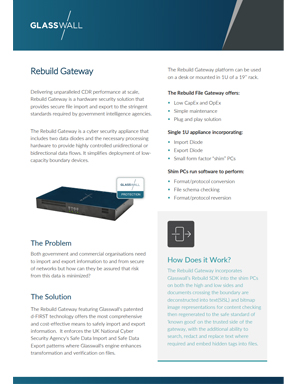 GLASSWALL
Rebuild Gateway
Delivering unparalleled CDR performance at scale,
Rebuild Gateway is a hardware security solution that
provides secure file import and export to the stringent
standards required by government intelligence agencies.
The Rebuild Gateway is a cyber security appliance that
includes two data diodes and the necessary processing
hardware to provide highly controlled unidirectional or
bidirectional data flows. It simplifies deployment of low-
capacity boundary devices.
GLASSWALL
PROTECTION
The Problem
Both government and commercial organisations need
to import and export information to and from secure
of networks but how can they be assured that risk
from this data is minimized?
The Solution
The Rebuild Gateway featuring Glasswall's patented
d-FIRST technology offers the most comprehensive
and cost effective means to safely import and export
information. It enforces the UK National Cyber
Security Agency's Safe Data Import and Safe Data
Export patterns where Glasswall's engine enhances
transformation and verification on files.
The Rebuild Gateway platform can be used
on a desk or mounted in 1U of a 19" rack.
The Rebuild File Gateway offers:
• Low CapEx and OpEx
• Simple maintenance
• Plug and play solution
Single 1U appliance incorporating:
• Import Diode
• Export Diode
• Small form factor "shim" PCs
Shim PCs run software to perform:
• Format/protocol conversion
• File schema checking
• Format/protocol reversion
How Does it Work?
The Rebuild Gateway incorporates
Glasswall's Rebuild SDK into the shim PCs
on both the high and low sides and
documents crossing the boundary are
deconstructed into text(XML) and bitmap
image representations for content checking
then regenerated to the safe standard of
'known good' on the trusted side of the
gateway, with the additional ability to
search, redact and replace text where
required and embed hidden tags into files.